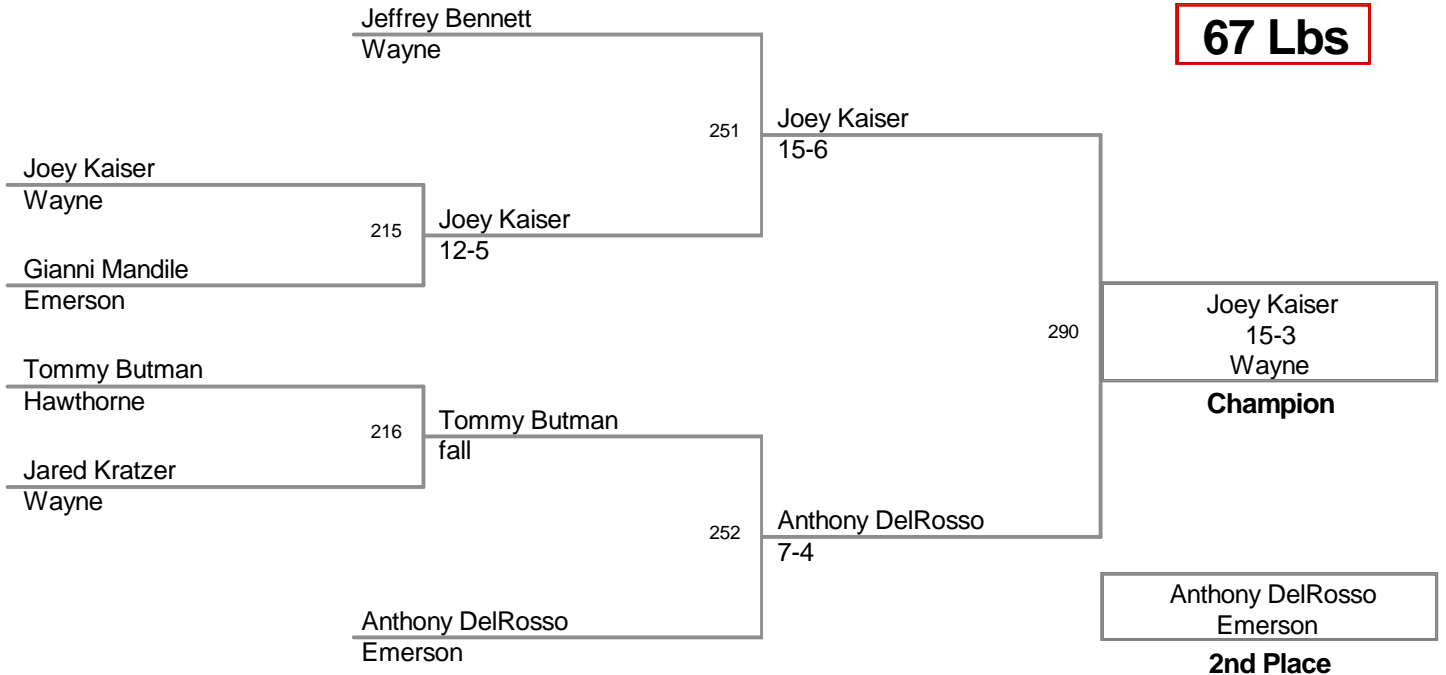 Jeffrey Bennett
Wayne
67 Lbs
251
Joey Kaiser
15-6
Joey Kaiser
Wayne
215
Joey Kaiser
12-5
Gianni Mandile
Emerson
290
Joey Kaiser
15-3
Wayne
Champion
Tommy Butman
Hawthorne
216
Tommy Butman
fall
Jared Kratzer
Wayne
252
Anthony DelRosso
7-4
Anthony DelRosso
Emerson
Anthony DelRosso
Emerson
2nd Place